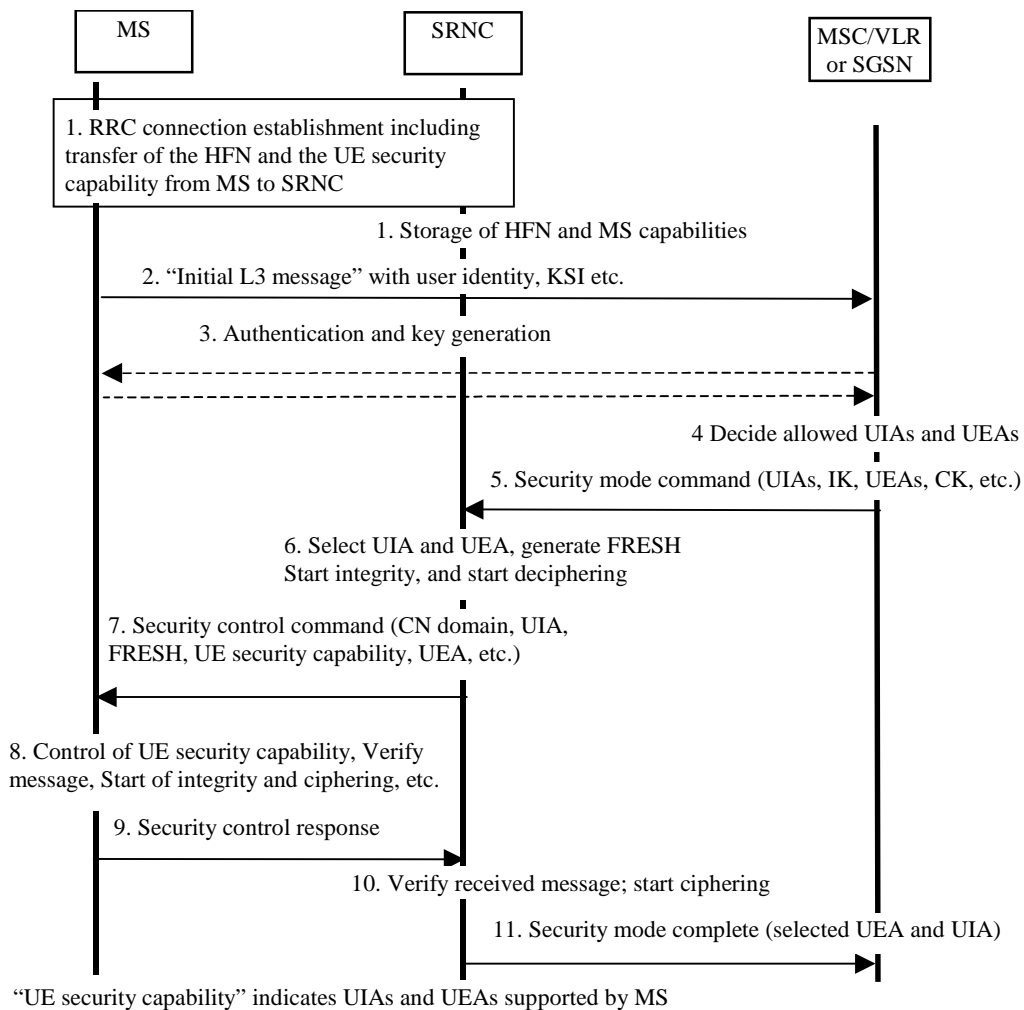 MS
SRNC
MSC/VLR
or SGSN
1. RRC connection establishment including
transfer of the HFN and the UE security
capability from MS to SRNC
1. Storage of HFN and MS capabilities
2. “Initial L3 message” with user identity, KSI etc.
3. Authentication and key generation
4 Decide allowed UIAs and UEAs
5. Security mode command (UIAs, IK, UEAs, CK, etc.)
6. Select UIA and UEA, generate FRESH
Start integrity, and start deciphering
7. Security control command (CN domain, UIA,
FRESH, UE security capability, UEA, etc.)
8. Control of UE security capability, Verify
message, Start of integrity and ciphering, etc.
9. Security control response
10. Verify received message; start ciphering
11. Security mode complete (selected UEA and UIA)
“UE security capability” indicates UIAs and UEAs supported by MS